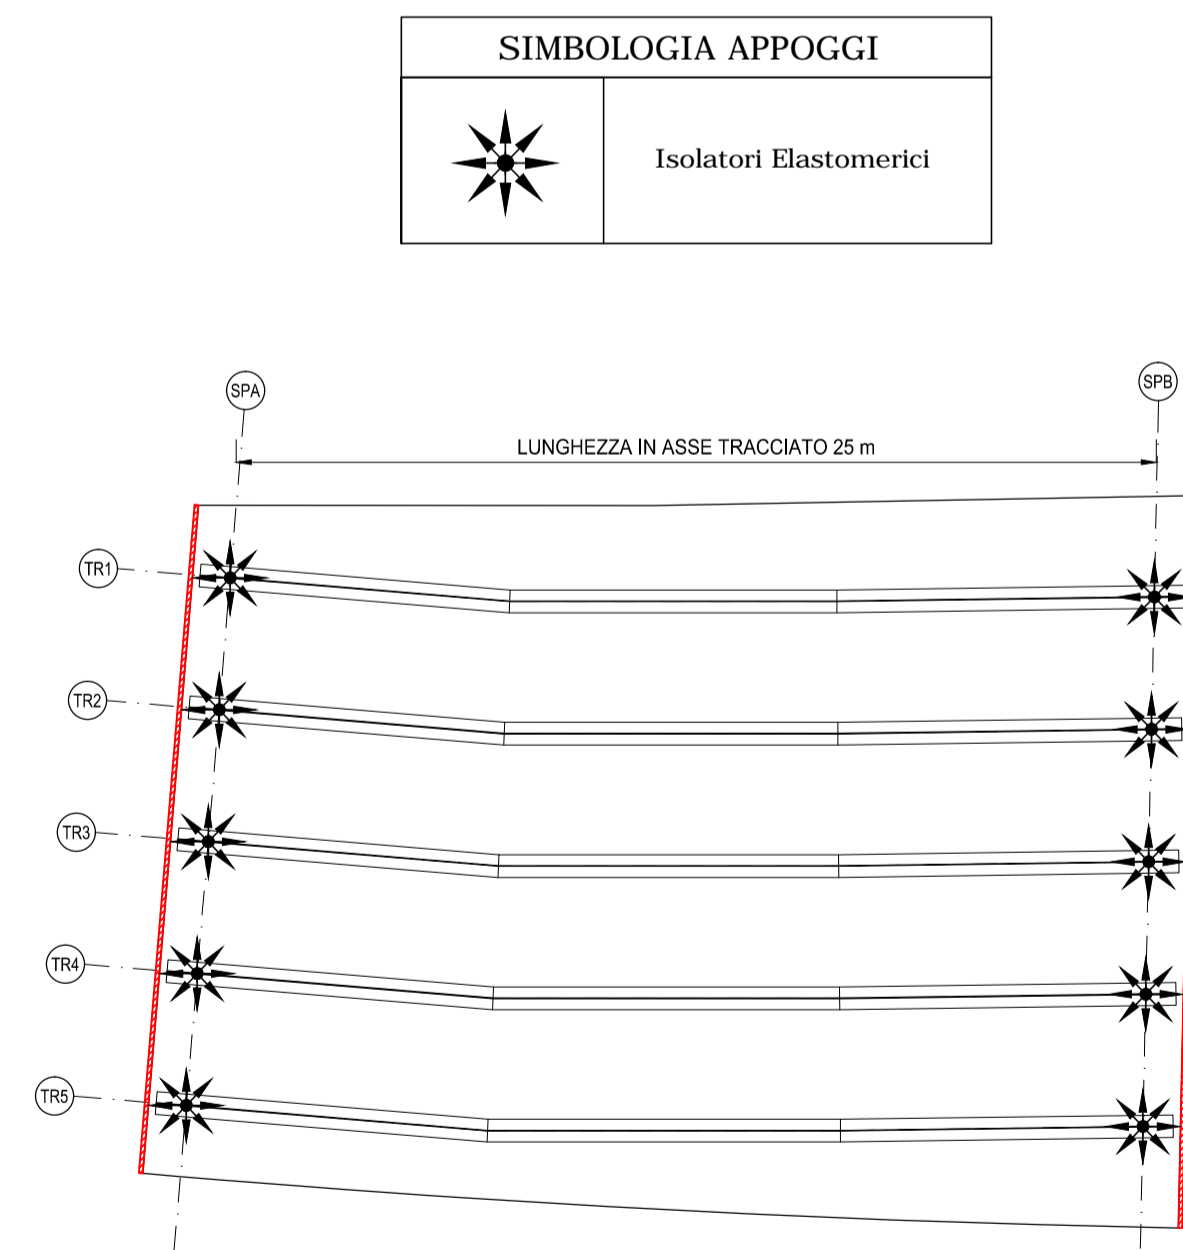 SIMBOLOGIA APPOGGI
Isolatori Elastomerici
SPA
SPB
LUNGHEZZA IN ASSE TRACCIATO 25 m
TR1
TR2
TR3
TR4
TR5